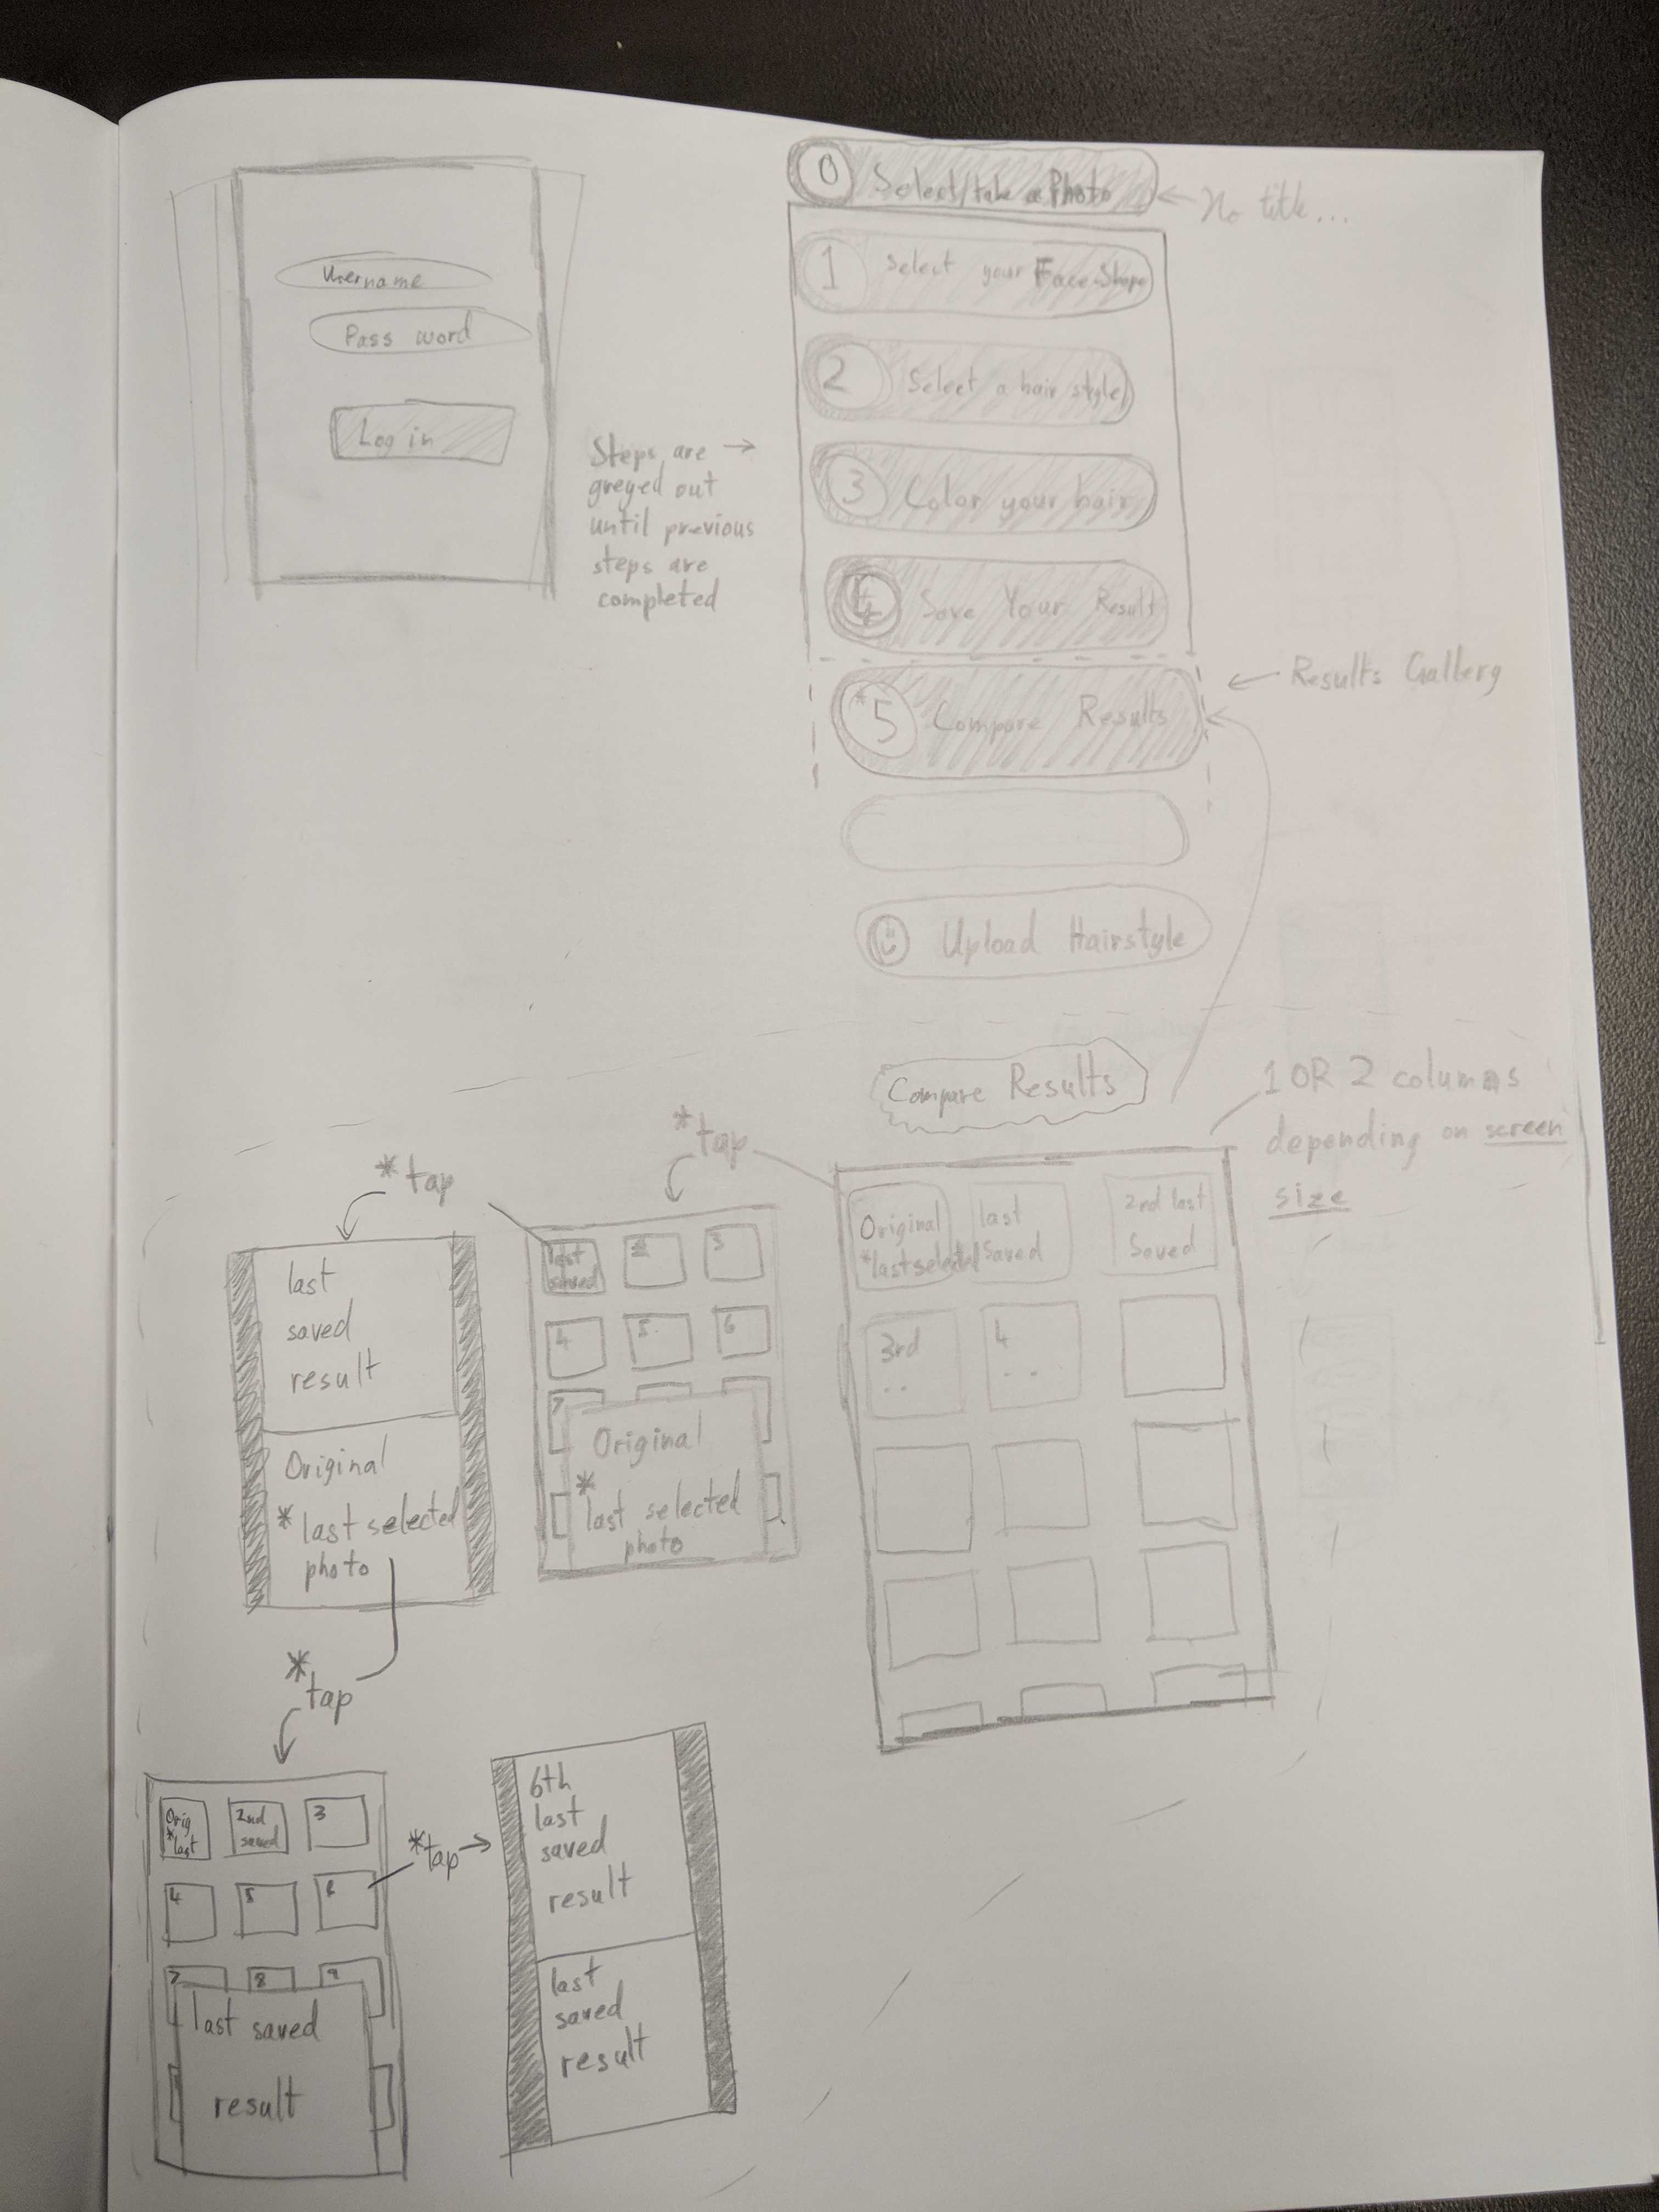 Username
Pass word
Log in
0 Select/take a Photo
← No title...
1 Select your Face Shape
2 Select a hair style
3 Color your hair
4 Save Your Result
*5 Compare Results
Upload Hairstyle
Steps are →
greyed out
until previous
steps are
completed
← Results Gallery
Compare Results
1 OR 2 columns
depending on screen
size
*tap
*tap
Original
*last selected
last
saved
2nd last
Saved
3rd
..
4
..
last
saved
2
3
4
5.
6
7
Original
*
last selected
photo
last
saved
result
Original
* last selected
photo
*
tap
Orig
*last
2nd
saved
3
4
5
6
7
8
9
last saved
result
*tap →
6th
last
saved
result
last
saved
result